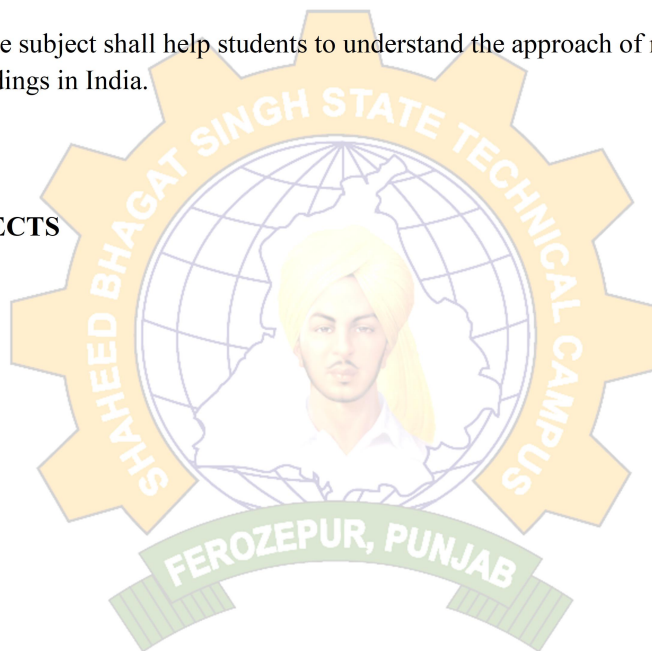 e subject shall help students to understand the approach of
dings in India.
ECTS
SHAHEED BHAGAT SINGH STATE TECHNICAL CAMPUS
FEROZEPUR, PUNJAB